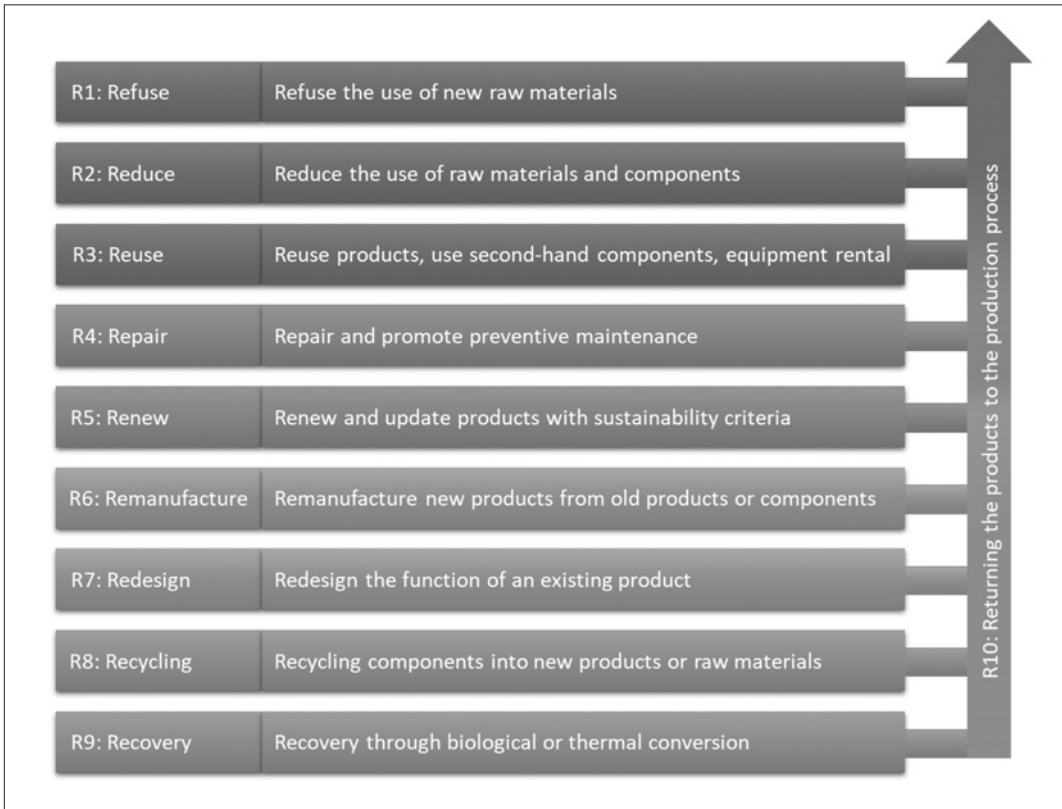 R1: Refuse
Refuse the use of new raw materials
R2: Reduce
Reduce the use of raw materials and components
R3: Reuse
Reuse products, use second-hand components, equipment rental
R4: Repair
Repair and promote preventive maintenance
R5: Renew
Renew and update products with sustainability criteria
R6: Remanufacture
Remanufacture new products from old products or components
R7: Redesign
Redesign the function of an existing product
R8: Recycling
Recycling components into new products or raw materials
R9: Recovery
Recovery through biological or thermal conversion
R10: Returning the products to the production process